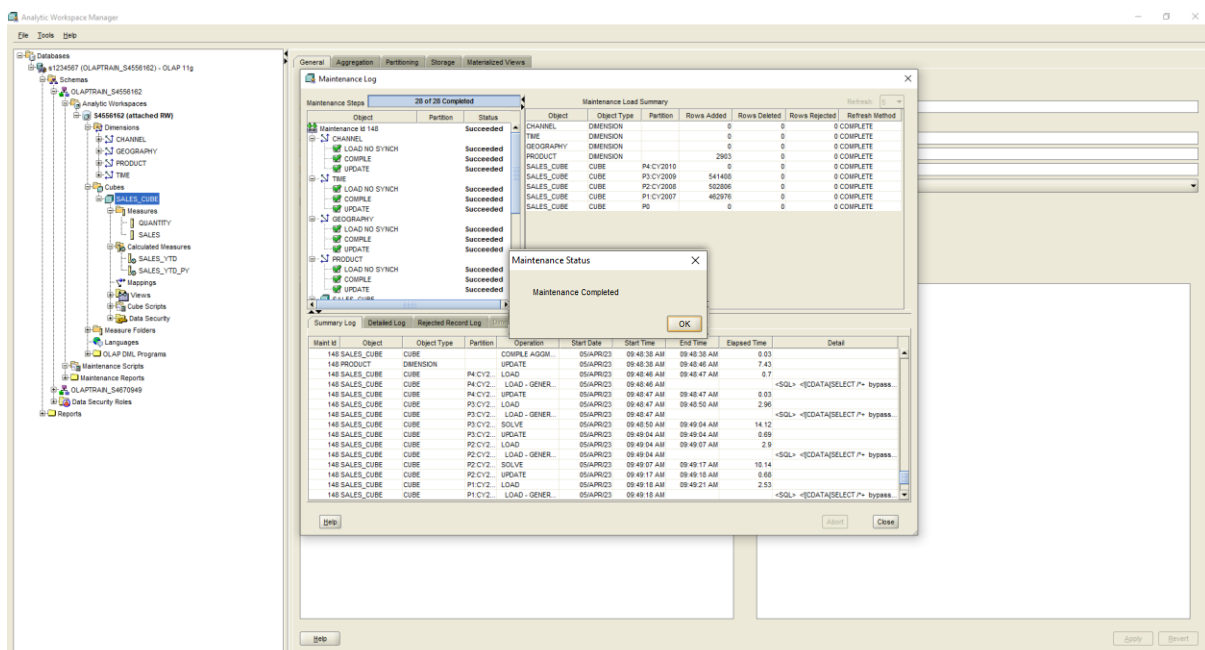 Analytic Workspace Manager
File Tools Help
Databases
s1234567 (OLAPTRAIN_S4556162) - OLAP 11g
Schemas
OLAPTRAIN_S4556162
Analytic Workspaces
S4556162 (attached RW)
Dimensions
CHANNEL
GEOGRAPHY
PRODUCT
TIME
Cubes
SALES_CUBE
Measures
QUANTITY
SALES
Calculated Measures
SALES_YTD
SALES_YTD_PY
Mappings
Views
Cube Scripts
Data Security
Measure Folders
Languages
OLAP DML Programs
Maintenance Scripts
Maintenance Reports
OLAPTRAIN_S4670949
Data Security Roles
Reports
General Aggregation Partitioning Storage Materialized Views
Maintenance Log
Maintenance Steps 28 of 28 Completed
Object Partition Status
Maintenance Id 148 Succeeded
CHANNEL
LOAD NO SYNCH Succeeded
COMPILE Succeeded
UPDATE Succeeded
TIME
LOAD NO SYNCH Succeeded
COMPILE Succeeded
UPDATE Succeeded
GEOGRAPHY
LOAD NO SYNCH Succeeded
COMPILE Succeeded
UPDATE Succeeded
PRODUCT
LOAD NO SYNCH Succeeded
COMPILE Succeeded
UPDATE Succeeded
SALES_CUBE
Maintenance Load Summary Refresh: 5
Object Object Type Partition Rows Added Rows Deleted Rows Rejected Refresh Method
CHANNEL DIMENSION 0 0 0 COMPLETE
TIME DIMENSION 0 0 0 COMPLETE
GEOGRAPHY DIMENSION 0 0 0 COMPLETE
PRODUCT DIMENSION 2903 0 0 COMPLETE
SALES_CUBE CUBE P4:CY2010 0 0 0 COMPLETE
SALES_CUBE CUBE P3:CY2009 541408 0 0 COMPLETE
SALES_CUBE CUBE P2:CY2008 502806 0 0 COMPLETE
SALES_CUBE CUBE P1:CY2007 462976 0 0 COMPLETE
SALES_CUBE CUBE P0 0 0 0 COMPLETE
Maintenance Status
Maintenance Completed
OK
Summary Log Detailed Log Rejected Record Log
Maint Id Object Object Type Partition Operation Start Date Start Time End Time Elapsed Time Detail
148 SALES_CUBE CUBE COMPILE AGGM... 05/APR/23 09:48:38 AM 09:48:38 AM 0.03
148 PRODUCT DIMENSION UPDATE 05/APR/23 09:48:38 AM 09:48:46 AM 7.43
148 SALES_CUBE CUBE P4:CY2... LOAD 05/APR/23 09:48:46 AM 09:48:47 AM 0.7
148 SALES_CUBE CUBE P4:CY2... LOAD - GENER... 05/APR/23 09:48:46 AM <SQL> <![CDATA[SELECT /*+ bypass...
148 SALES_CUBE CUBE P4:CY2... UPDATE 05/APR/23 09:48:47 AM 09:48:47 AM 0.03
148 SALES_CUBE CUBE P3:CY2... LOAD 05/APR/23 09:48:47 AM 09:48:50 AM 2.96
148 SALES_CUBE CUBE P3:CY2... LOAD - GENER... 05/APR/23 09:48:47 AM <SQL> <![CDATA[SELECT /*+ bypass...
148 SALES_CUBE CUBE P3:CY2... SOLVE 05/APR/23 09:48:50 AM 09:49:04 AM 14.12
148 SALES_CUBE CUBE P3:CY2... UPDATE 05/APR/23 09:49:04 AM 09:49:04 AM 0.69
148 SALES_CUBE CUBE P2:CY2... LOAD 05/APR/23 09:49:04 AM 09:49:07 AM 2.9
148 SALES_CUBE CUBE P2:CY2... LOAD - GENER... 05/APR/23 09:49:04 AM <SQL> <![CDATA[SELECT /*+ bypass...
148 SALES_CUBE CUBE P2:CY2... SOLVE 05/APR/23 09:49:07 AM 09:49:17 AM 10.14
148 SALES_CUBE CUBE P2:CY2... UPDATE 05/APR/23 09:49:17 AM 09:49:18 AM 0.68
148 SALES_CUBE CUBE P1:CY2... LOAD 05/APR/23 09:49:18 AM 09:49:21 AM 2.53
148 SALES_CUBE CUBE P1:CY2... LOAD - GENER... 05/APR/23 09:49:18 AM <SQL> <![CDATA[SELECT /*+ bypass...
Help Abort Close
Help Apply Revert